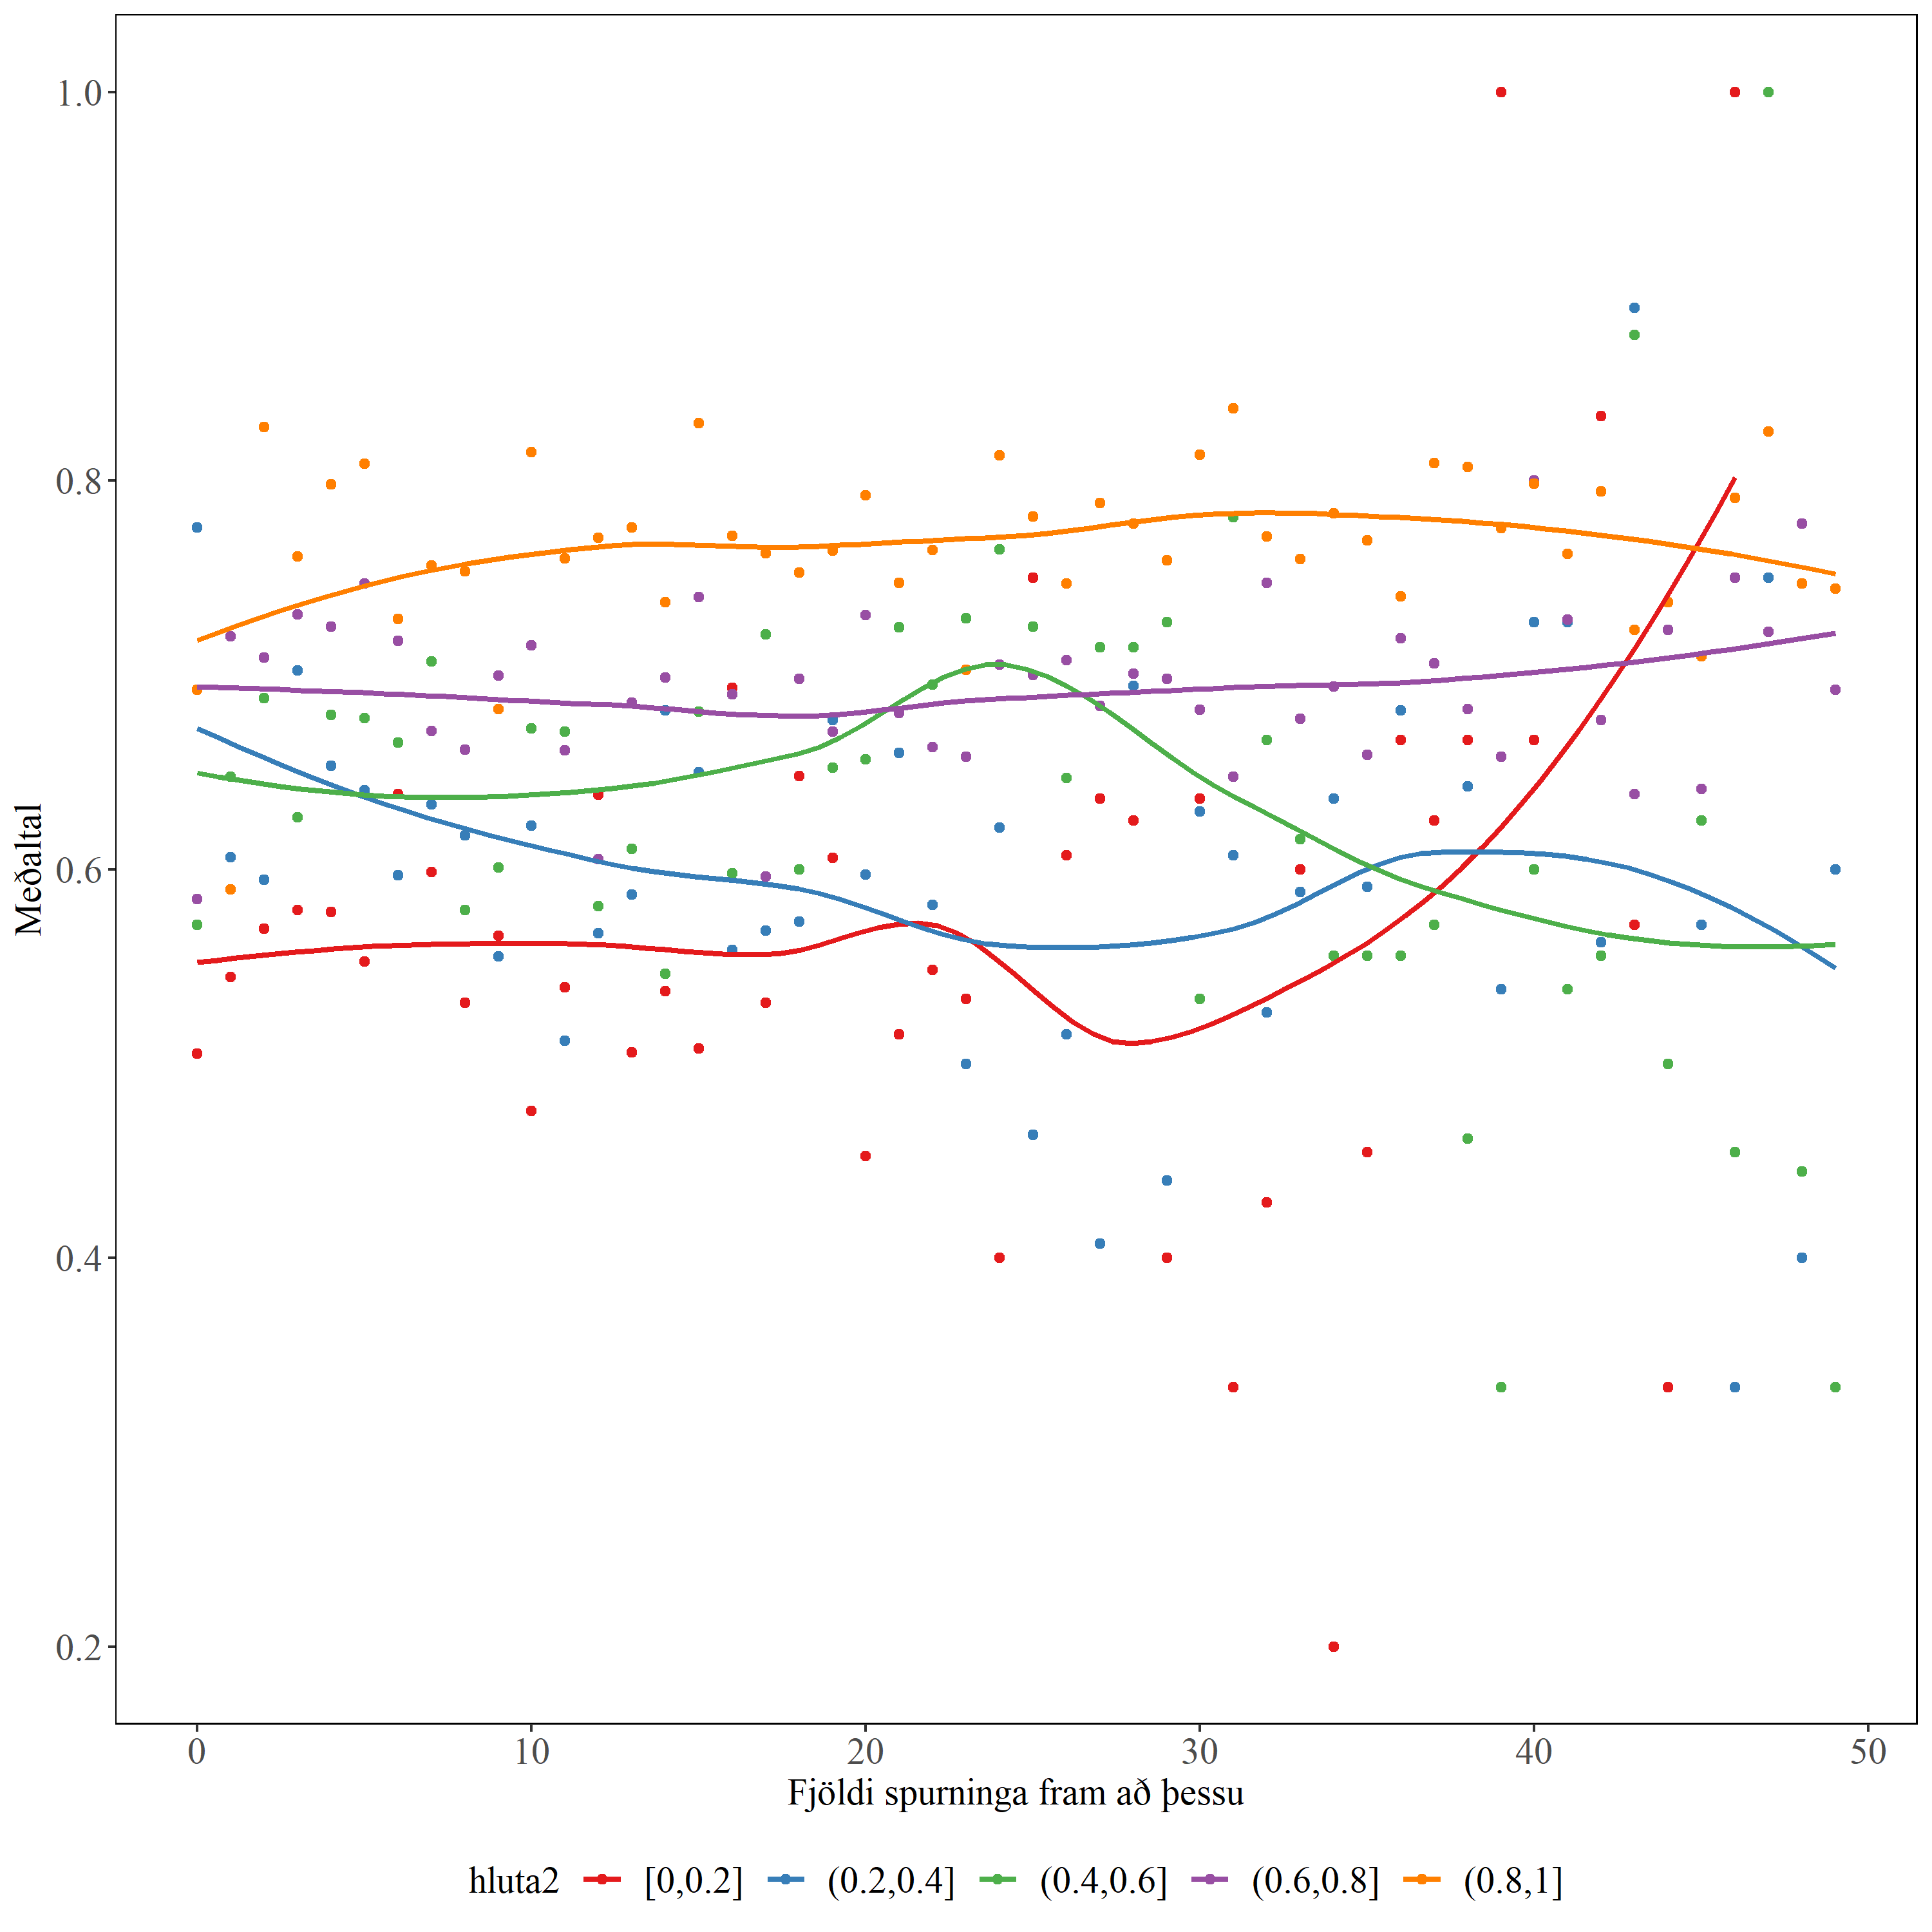 Meðaltal
1.0
0.8
0.6
0.4
0.2
0 10 20 30 40 50
Fjöldi spurninga fram að þessu
hluta2 [0,0.2] (0.2,0.4] (0.4,0.6] (0.6,0.8] (0.8,1]